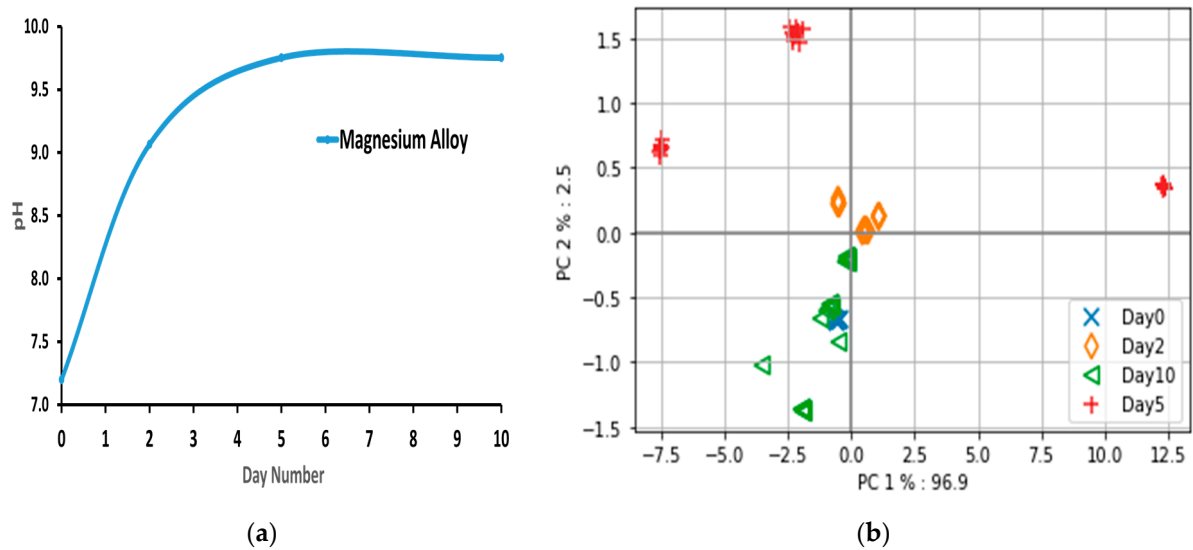 10.0
9.5
9.0
8.5
8.0
7.5
7.0
pH
0 1 2 3 4 5 6 7 8 9 10
Day Number
Magnesium Alloy
(a)
1.5
1.0
0.5
0.0
−0.5
−1.0
−1.5
PC 2 % : 2.5
−7.5 −5.0 −2.5 0.0 2.5 5.0 7.5 10.0 12.5
PC 1 % : 96.9
Day0
Day2
Day10
Day5
(b)